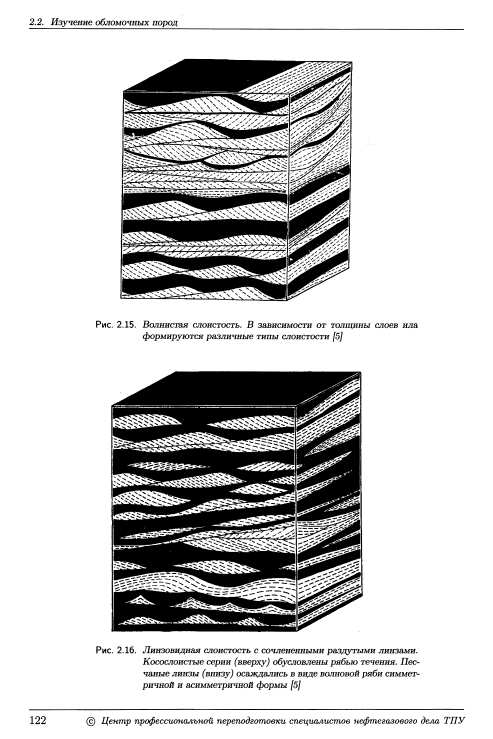 2.2. Изучение обломочных пород
Рис. 2.15. Волнистая слоистость. В зависимости от толщины слоев ила
формируются различные типы слоистости [5]
Рис. 2.16. Линзовидная слоистость с сочлененными раздутыми линзами.
Косослоистые серии (вверху) обусловлены рябью течения. Пес-
чаные линзы (внизу) осаждались в виде волновой ряби симмет-
ричной и асимметричной формы [5]
122 © Центр профессиональной переподготовки специалистов нефтегазового дела ТПУ